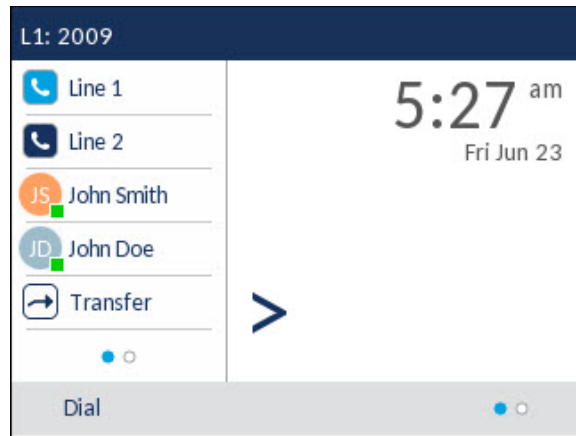 L1: 2009
Line 1
Line 2
JS John Smith
JD John Doe
Transfer
5:27 am
Fri Jun 23
>
Dial